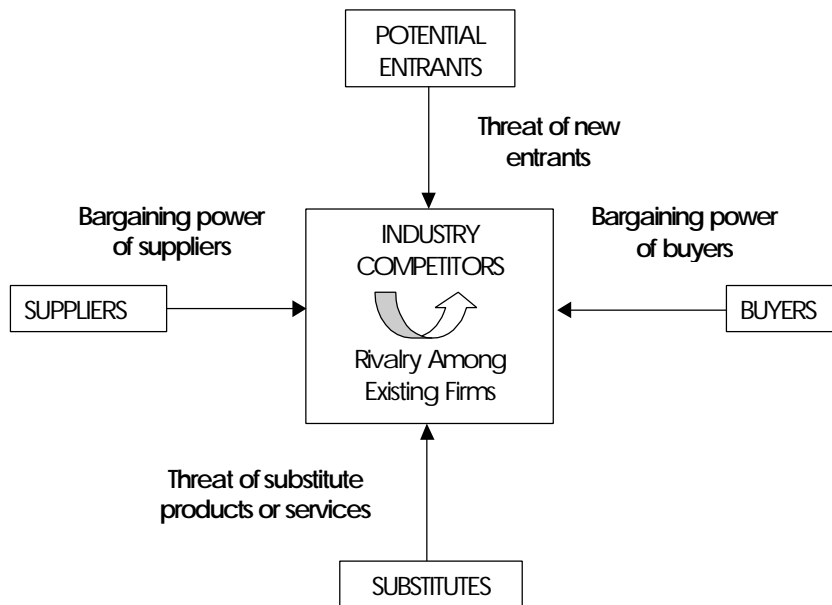 POTENTIAL
ENTRANTS
Threat of new
entrants
Bargaining power
of suppliers
INDUSTRY
COMPETITORS
Bargaining power
of buyers
SUPPLIERS
BUYERS
Rivalry Among
Existing Firms
Threat of substitute
products or services
SUBSTITUTES